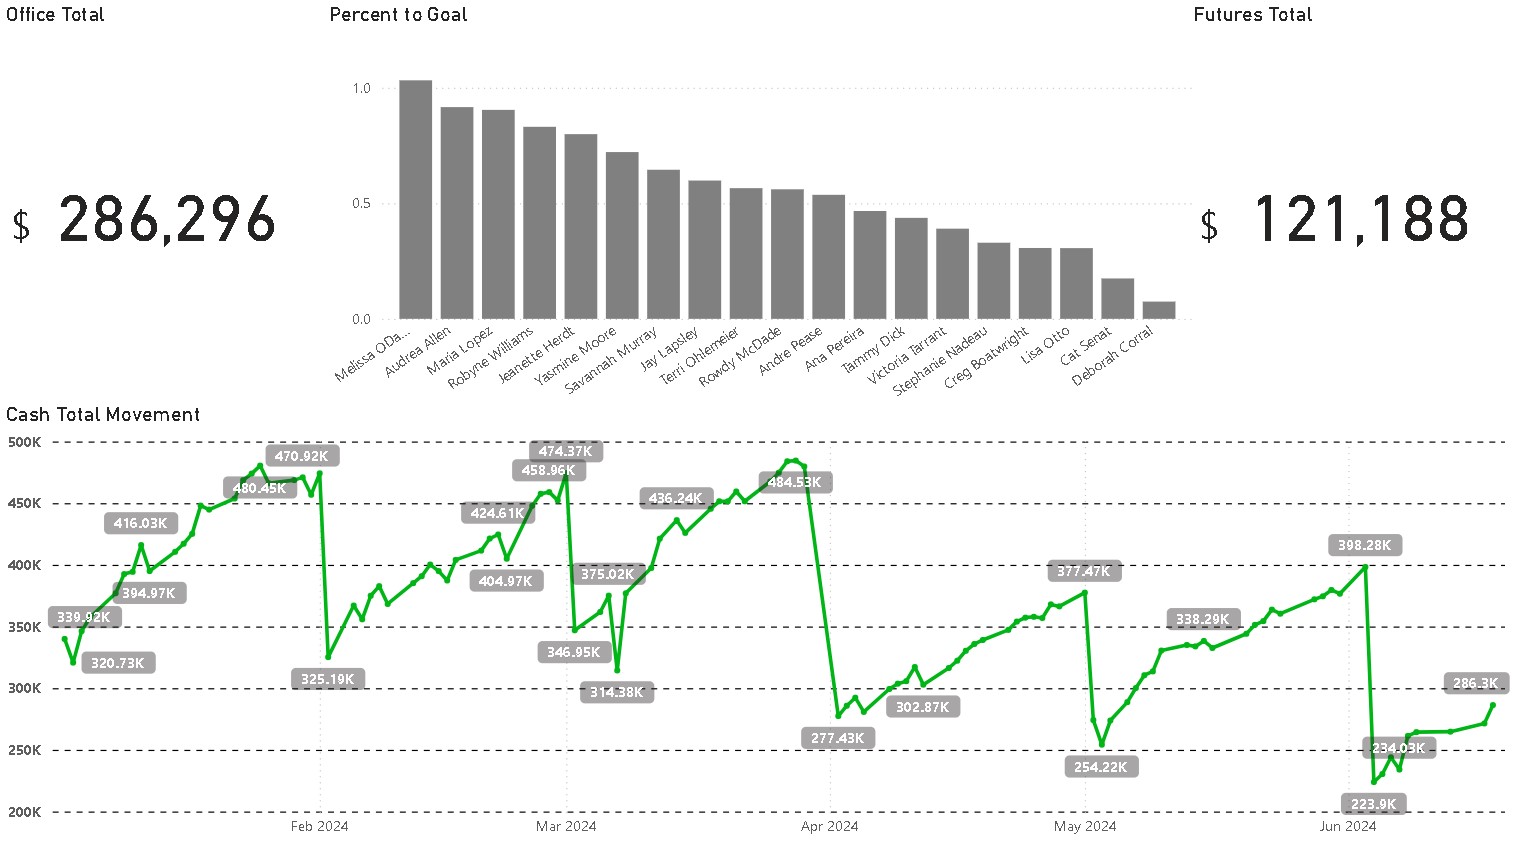 Office Total
Percent to Goal
Futures Total
1.0
0.5
0.0
$ 286,296
$ 121,188
Melissa ODa...
Audrea Allen
Maria Lopez
Robyne Williams
Jeanette Herdt
Yasmine Moore
Savannah Murray
Jay Lapsley
Terri Ohlemeier
Rowdy McDade
Andre Pease
Ana Pereira
Tammy Dick
Victoria Tarrant
Stephanie Nadeau
Creg Boatwright
Lisa Otto
Cat Senat
Deborah Corral
Cash Total Movement
500K
450K
400K
350K
300K
250K
200K
339.92K
320.73K
416.03K
394.97K
480.45K
470.92K
325.19K
424.61K
404.97K
458.96K
474.37K
346.95K
375.02K
314.38K
436.24K
484.53K
277.43K
302.87K
377.47K
254.22K
338.29K
398.28K
223.9K
234.03K
286.3K
Feb 2024
Mar 2024
Apr 2024
May 2024
Jun 2024